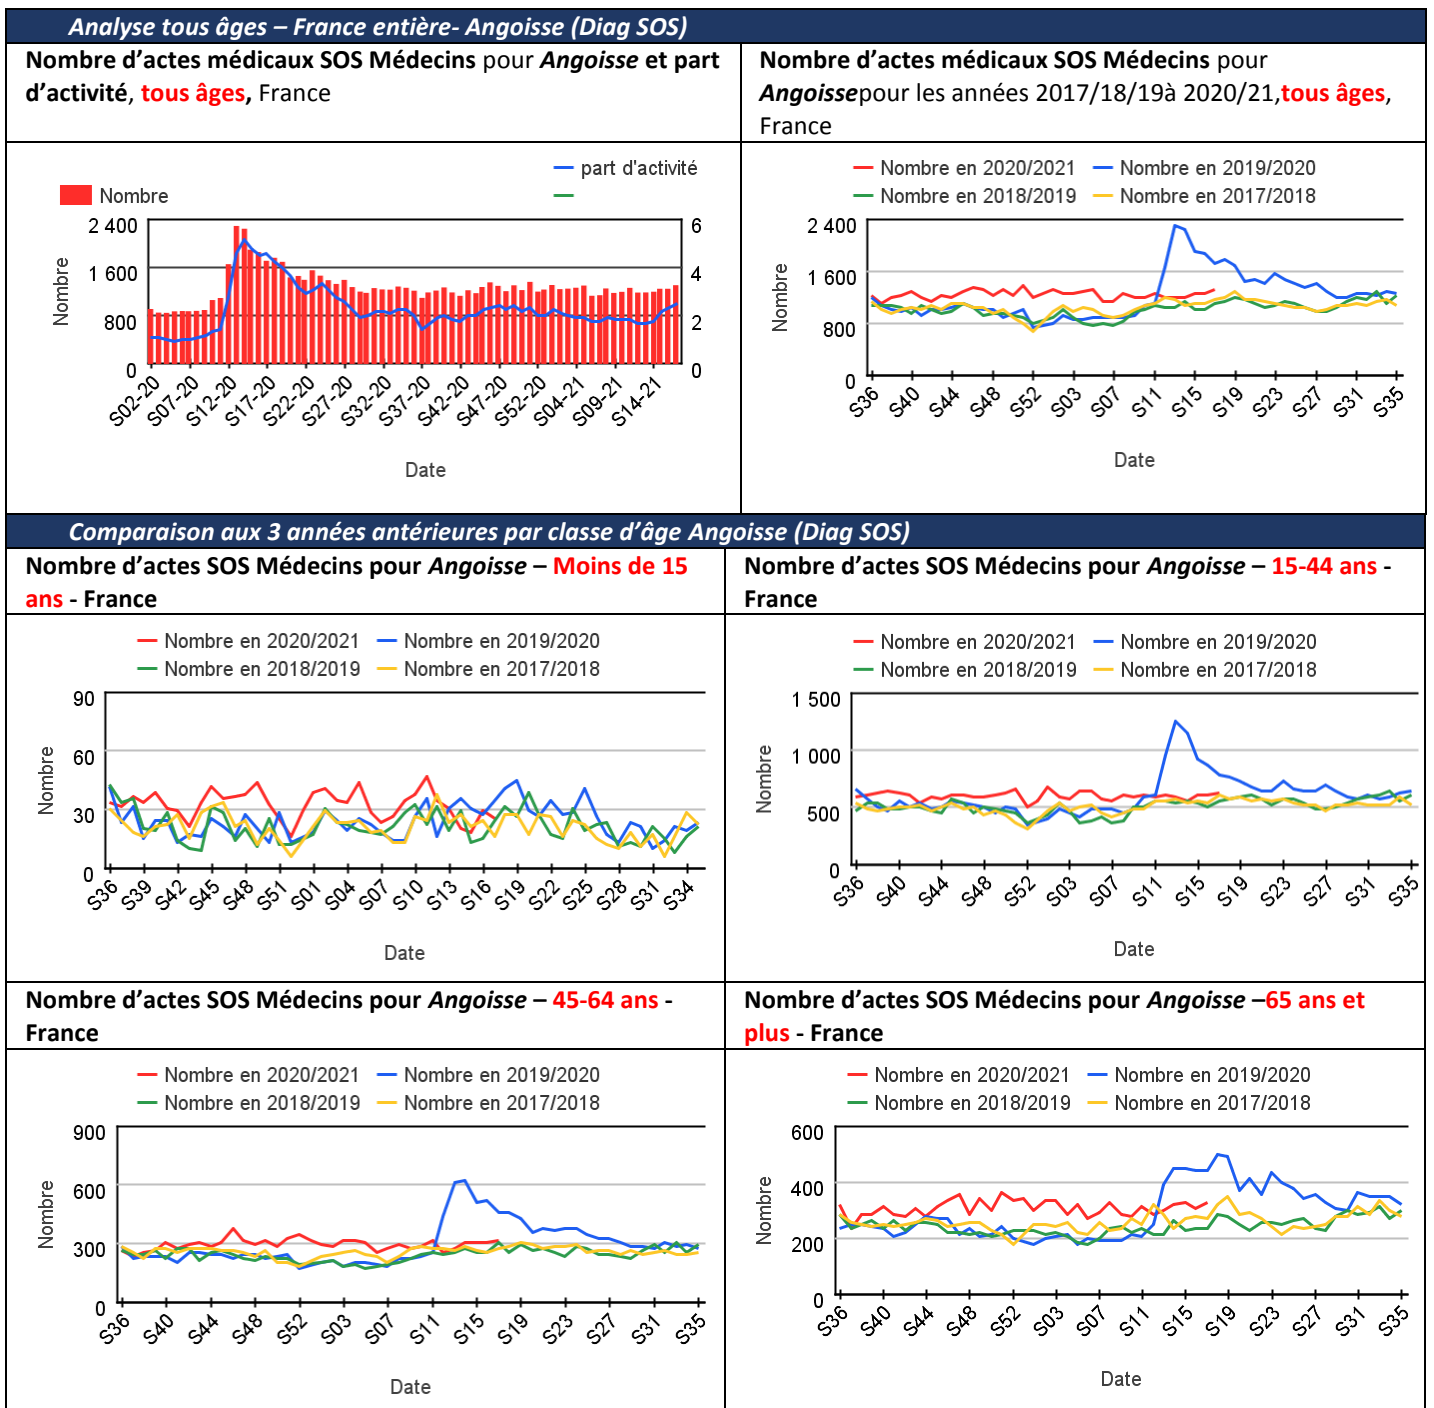 Analyse tous âges – France entière- Angoisse (Diag SOS)
Nombre d’actes médicaux SOS Médecins pour Angoisse et part
d’activité, tous âges, France
Nombre d’actes médicaux SOS Médecins pour
Angoissepour les années 2017/18/19à 2020/21,tous âges,
France
part d'activité
Nombre
2 400
1 600
800
0
6
4
2
0
Nombre
S02-20
S07-20
S12-20
S17-20
S22-20
S27-20
S32-20
S37-20
S42-20
S47-20
S52-20
S04-21
S09-21
S14-21
Date
Nombre en 2020/2021
Nombre en 2019/2020
Nombre en 2018/2019
Nombre en 2017/2018
2 400
1 600
800
0
Nombre
S36
S40
S44
S48
S52
S03
S07
S11
S15
S19
S23
S27
S31
S35
Date
Comparaison aux 3 années antérieures par classe d’âge Angoisse (Diag SOS)
Nombre d’actes SOS Médecins pour Angoisse – Moins de 15
ans - France
Nombre d’actes SOS Médecins pour Angoisse – 15-44 ans -
France
Nombre en 2020/2021
Nombre en 2019/2020
Nombre en 2018/2019
Nombre en 2017/2018
90
60
30
0
Nombre
S36
S39
S42
S45
S48
S51
S01
S04
S07
S10
S13
S16
S19
S22
S25
S28
S31
S34
Date
Nombre en 2020/2021
Nombre en 2019/2020
Nombre en 2018/2019
Nombre en 2017/2018
1 500
1 000
500
0
Nombre
S36
S40
S44
S48
S52
S03
S07
S11
S15
S19
S23
S27
S31
S35
Date
Nombre d’actes SOS Médecins pour Angoisse – 45-64 ans -
France
Nombre d’actes SOS Médecins pour Angoisse –65 ans et
plus - France
Nombre en 2020/2021
Nombre en 2019/2020
Nombre en 2018/2019
Nombre en 2017/2018
900
600
300
0
Nombre
S36
S40
S44
S48
S52
S03
S07
S11
S15
S19
S23
S27
S31
S35
Date
Nombre en 2020/2021
Nombre en 2019/2020
Nombre en 2018/2019
Nombre en 2017/2018
600
400
200
0
Nombre
S36
S40
S44
S48
S52
S03
S07
S11
S15
S19
S23
S27
S31
S35
Date